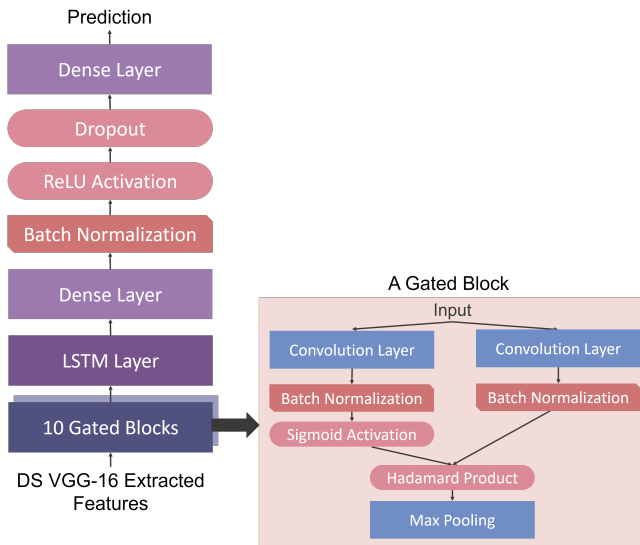 Prediction
Dense Layer
Dropout
ReLU Activation
Batch Normalization
Dense Layer
LSTM Layer
10 Gated Blocks
DS VGG-16 Extracted
Features
A Gated Block
Input
Convolution Layer
Convolution Layer
Batch Normalization
Batch Normalization
Sigmoid Activation
Hadamard Product
Max Pooling